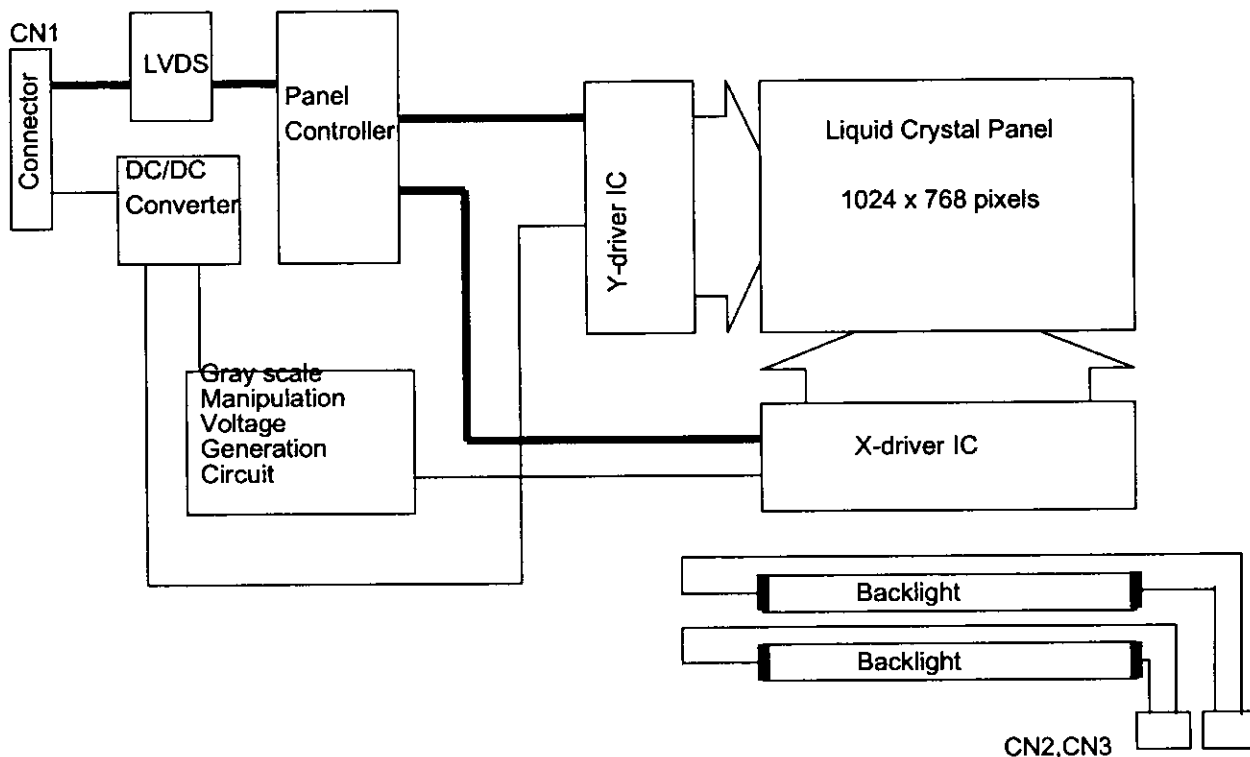 CN1
Connector
LVDS
Panel
Controller
DC/DC
Converter
Gray scale
Manipulation
Voltage
Generation
Circuit
Y-driver IC
Liquid Crystal Panel
1024 x 768 pixels
X-driver IC
Backlight
Backlight
CN2,CN3